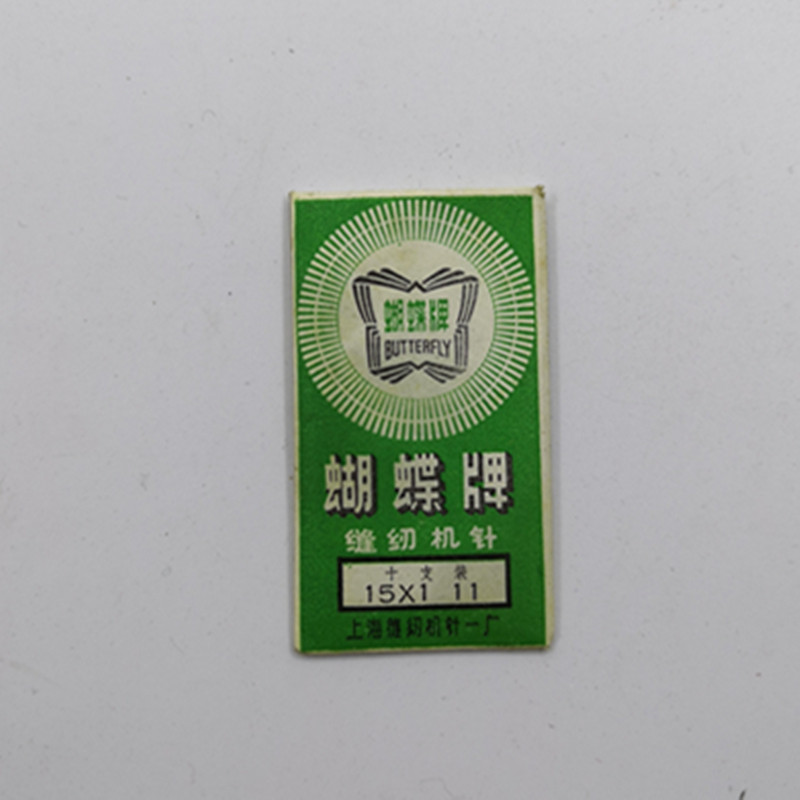 蝴蝶牌
BUTTERFLY
蝴蝶牌
缝纫机针
十支装
15X1 11
上海缝纫机针一厂